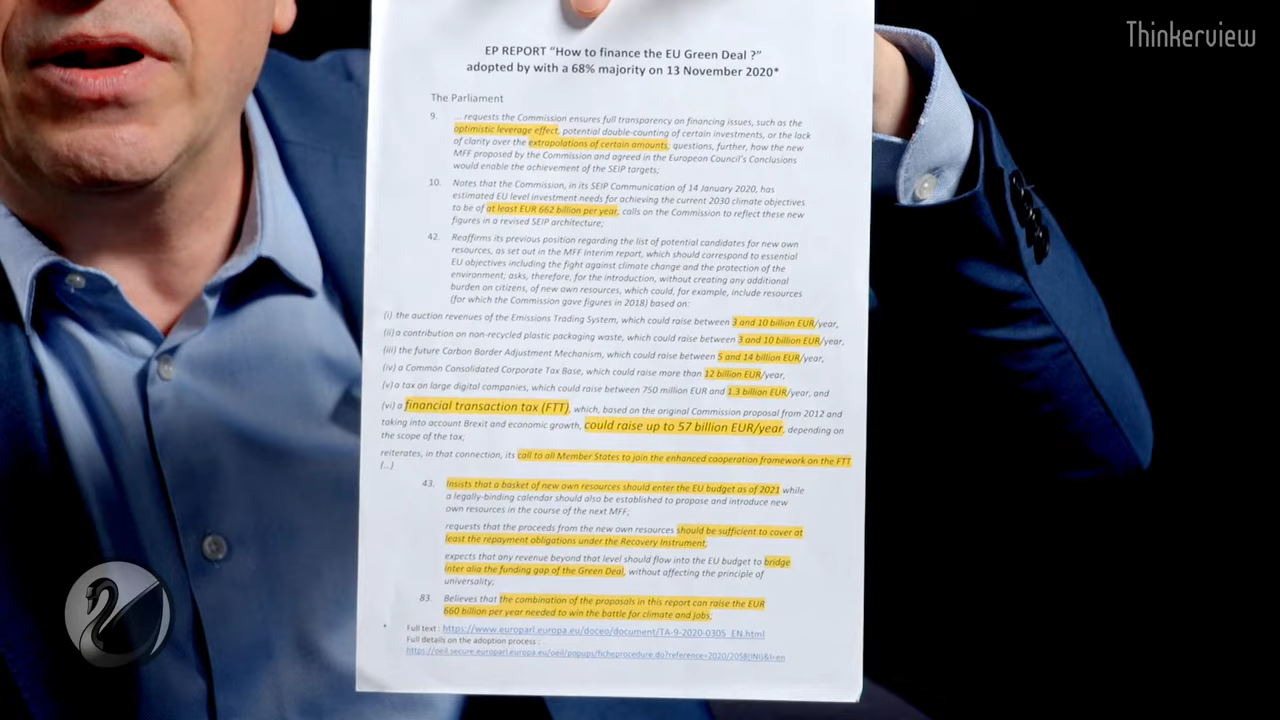 Thinkerview
EP REPORT “How to finance the EU Green Deal ?”
adopted by with a 68% majority on 13 November 2020*
The Parliament
9. ... requests the Commission ensures full transparency on financing issues, such as the
optimistic leverage effect, potential double-counting of certain investments, or the lack
of clarity over the extrapolations of certain amounts; questions, further, how the new
MFF proposed by the Commission and agreed in the European Council's Conclusions
would enable the achievement of the SEIP targets;
10. Notes that the Commission, in its SEIP Communication of 14 January 2020, has
estimated EU level investment needs for achieving the current 2030 climate objectives
to be of at least EUR 662 billion per year, calls on the Commission to reflect these new
figures in a revised SEIP architecture;
42. Reaffirms its previous position regarding the list of potential candidates for new own
resources, as set out in the MFF Interim report, which should correspond to essential
EU objectives including the fight against climate change and the protection of the
environment; asks, therefore, for the introduction, without creating any additional
burden on citizens, of new own resources, which could, for example, include resources
(for which the Commission gave figures in 2018) based on:
(i) the auction revenues of the Emissions Trading System, which could raise between 3 and 10 billion EUR/year,
(ii) a contribution on non-recycled plastic packaging waste, which could raise between 3 and 10 billion EUR/year,
(iii) the future Carbon Border Adjustment Mechanism, which could raise between 5 and 14 billion EUR/year,
(iv) a Common Consolidated Corporate Tax Base, which could raise more than 12 billion EUR/year,
(v) a tax on large digital companies, which could raise between 750 million EUR and 1.3 billion EUR/year, and
(vi) a financial transaction tax (FTT), which, based on the original Commission proposal from 2012 and
taking into account Brexit and economic growth, could raise up to 57 billion EUR/year, depending on
the scope of the tax;
reiterates, in that connection, its call to all Member States to join the enhanced cooperation framework on the FTT
(...)
43. Insists that a basket of new own resources should enter the EU budget as of 2021 while
a legally-binding calendar should also be established to propose and introduce new
own resources in the course of the next MFF;
requests that the proceeds from the new own resources should be sufficient to cover at
least the repayment obligations under the Recovery Instrument;
expects that any revenue beyond that level should flow into the EU budget to bridge
inter alia the funding gap of the Green Deal, without affecting the principle of
universality;
83. Believes that the combination of the proposals in this report can raise the EUR
660 billion per year needed to win the battle for climate and jobs;
* Full text : https://www.europarl.europa.eu/doceo/document/TA-9-2020-0305_EN.html
Full details on the adoption process :
https://oeil.secure.europarl.europa.eu/oeil/popups/ficheprocedure.do?reference=2020/2058(INI)&l=en